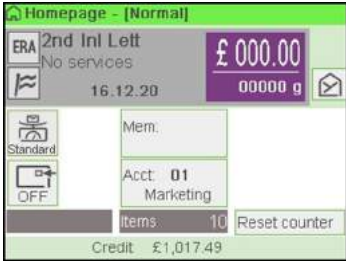 Homepage - [Normal]
ERA
2nd Inl Lett
No services
16.12.20
£ 000.00
00000 g
Standard
Mem:
OFF
Acct: 01
Marketing
Items 10
Reset counter
Credit £1,017.49